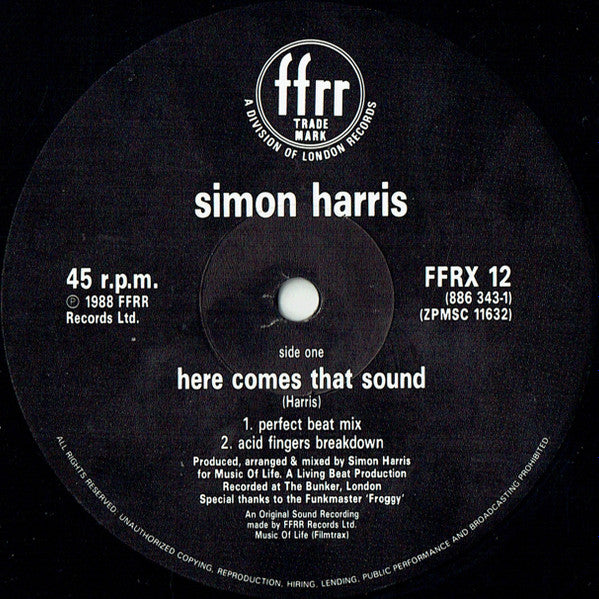 ffrr
TRADE
MARK
A DIVISION OF LONDON RECORDS
simon harris
45 r.p.m.
℗ 1988 FFRR
Records Ltd.
FFRX 12
(886 343-1)
(ZPMSC 11632)
side one
here comes that sound
(Harris)
1. perfect beat mix
2. acid fingers breakdown
Produced, arranged & mixed by Simon Harris
for Music Of Life. A Living Beat Production
Recorded at The Bunker, London
Special thanks to the Funkmaster 'Froggy'
An Original Sound Recording
made by FFRR Records Ltd.
Music Of Life (Filmtrax)
ALL RIGHTS RESERVED. UNAUTHORIZED COPYING, REPRODUCTION, HIRING, LENDING, PUBLIC PERFORMANCE AND BROADCASTING PROHIBITED.